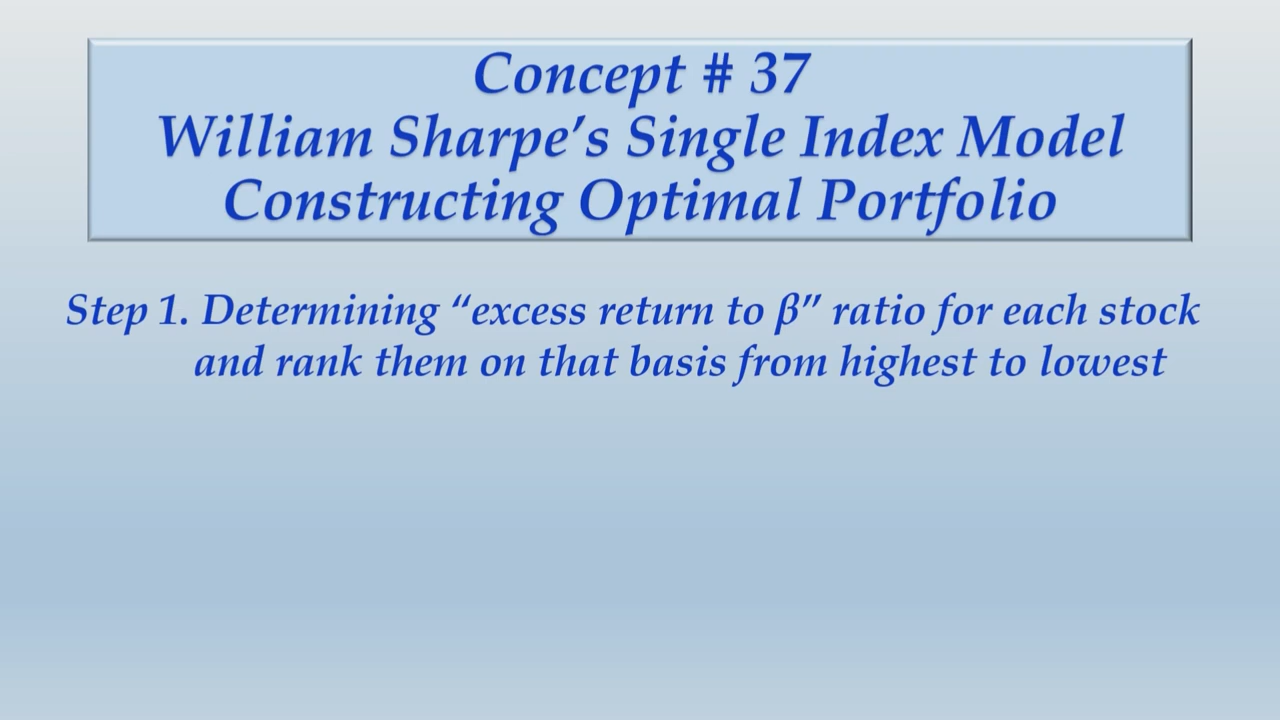 Concept # 37
William Sharpe’s Single Index Model
Constructing Optimal Portfolio
Step 1. Determining “excess return to β” ratio for each stock
and rank them on that basis from highest to lowest